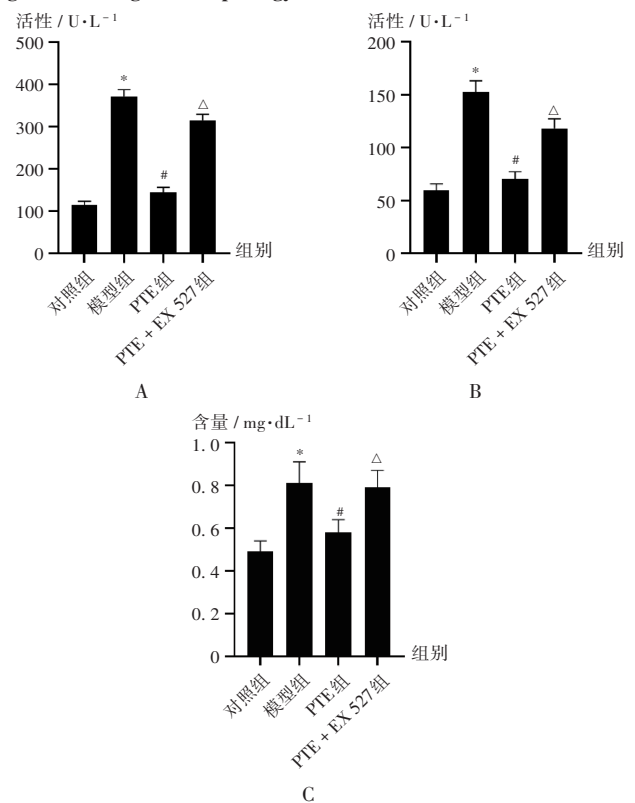 活性 / U·L⁻¹
500
400
300
200
100
0
*
#
△
组别
对照组
模型组
PTE组
PTE + EX 527组
A
活性 / U·L⁻¹
200
150
100
50
0
*
#
△
组别
对照组
模型组
PTE组
PTE + EX 527组
B
含量 / mg·dL⁻¹
1.0
0.8
0.6
0.4
0.2
0
*
#
△
组别
对照组
模型组
PTE组
PTE + EX 527组
C